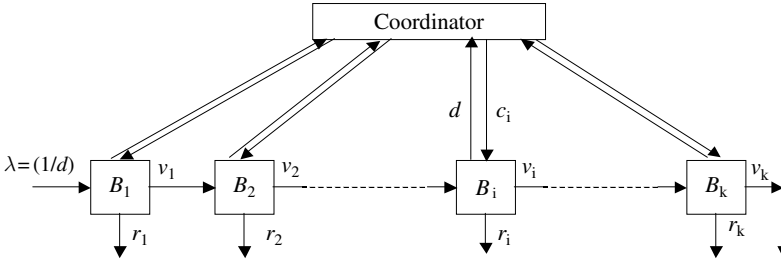 Coordinator
d c_i
λ=(1/d) v_1 v_2 v_i v_k
B_1 B_2 B_i B_k
r_1 r_2 r_i r_k